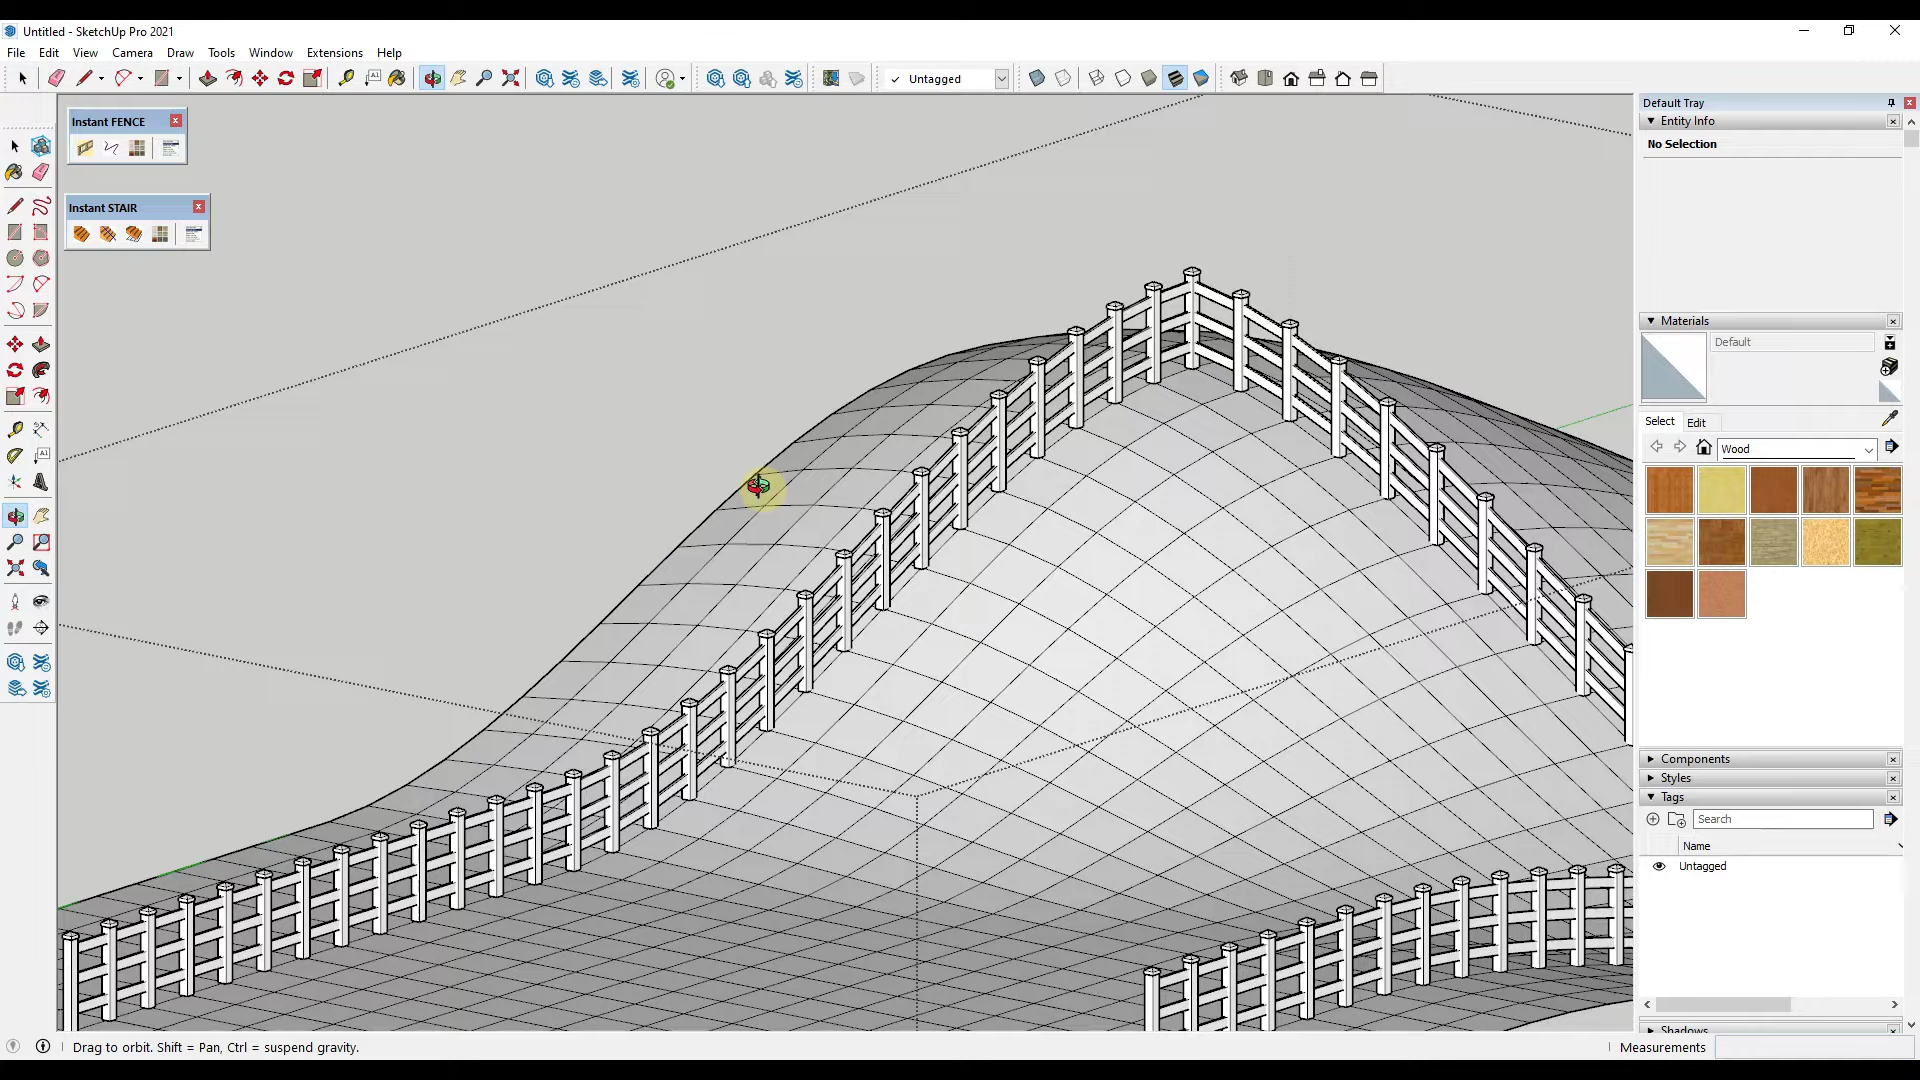 Untitled - SketchUp Pro 2021
File Edit View Camera Draw Tools Window Extensions Help
A1
Untagged
Default Tray
Instant FENCE
Entity Info
No Selection
Instant STAIR
Materials
Default
Select Edit
Wood
A1
Components
Styles
Tags
Search
Name
Untagged
Shadows
Drag to orbit. Shift = Pan, Ctrl = suspend gravity.
Measurements